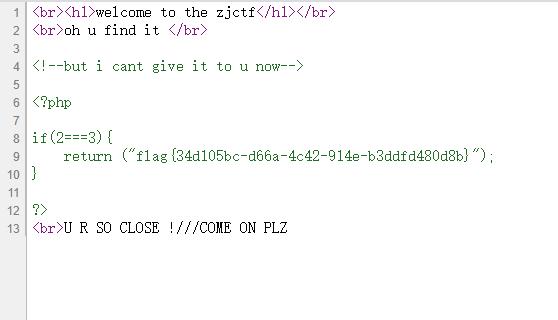 1 <br><h1>welcome to the zjctf</h1></br>
2 <br>oh u find it </br>
3
4 <!--but i cant give it to u now-->
5
6 <?php
7
8 if(2===3){
9 return ("flag{34d105bc-d66a-4c42-914e-b3ddfd480d8b}");
10 }
11
12 ?>
13 <br>U R SO CLOSE !///COME ON PLZ